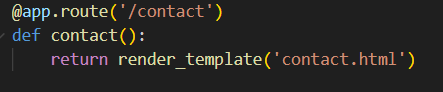 @app.route('/contact')
def contact():
    return render_template('contact.html')